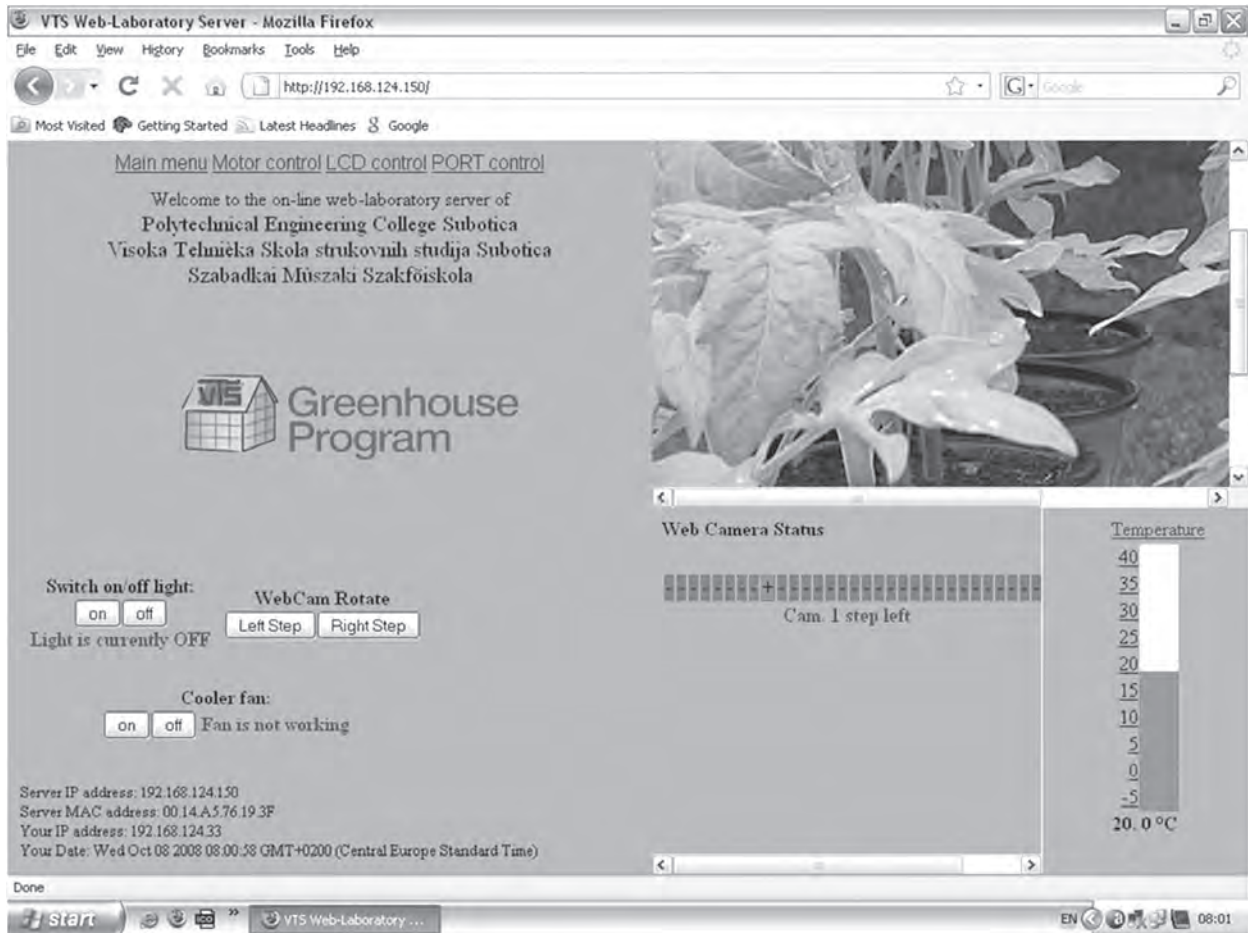 VTS Web-Laboratory Server - Mozilla Firefox
File Edit View History Bookmarks Tools Help
http://192.168.124.150/
G Google
Most Visited Getting Started Latest Headlines Google
Main menu Motor control LCD control PORT control
Welcome to the on-line web-laboratory server of
Polytechnical Engineering College Subotica
Visoka Tehnièka Skola strukovnih studija Subotica
Szabadkai Mûszaki Szakfõiskola
VTS
Greenhouse
Program
Switch on/off light:
on off
Light is currently OFF
WebCam Rotate
Left Step Right Step
Cooler fan:
on off Fan is not working
Server IP address: 192.168.124.150
Server MAC address: 00.14.A5.76.19.3F
Your IP address: 192.168.124.33
Your Date: Wed Oct 08 2008 08:00:58 GMT+0200 (Central Europe Standard Time)
Web Camera Status
--------+----------------------
Cam. 1 step left
Temperature
40
35
30
25
20
15
10
5
0
-5
20. 0 °C
Done
start
»
VTS Web-Laboratory ...
EN
08:01